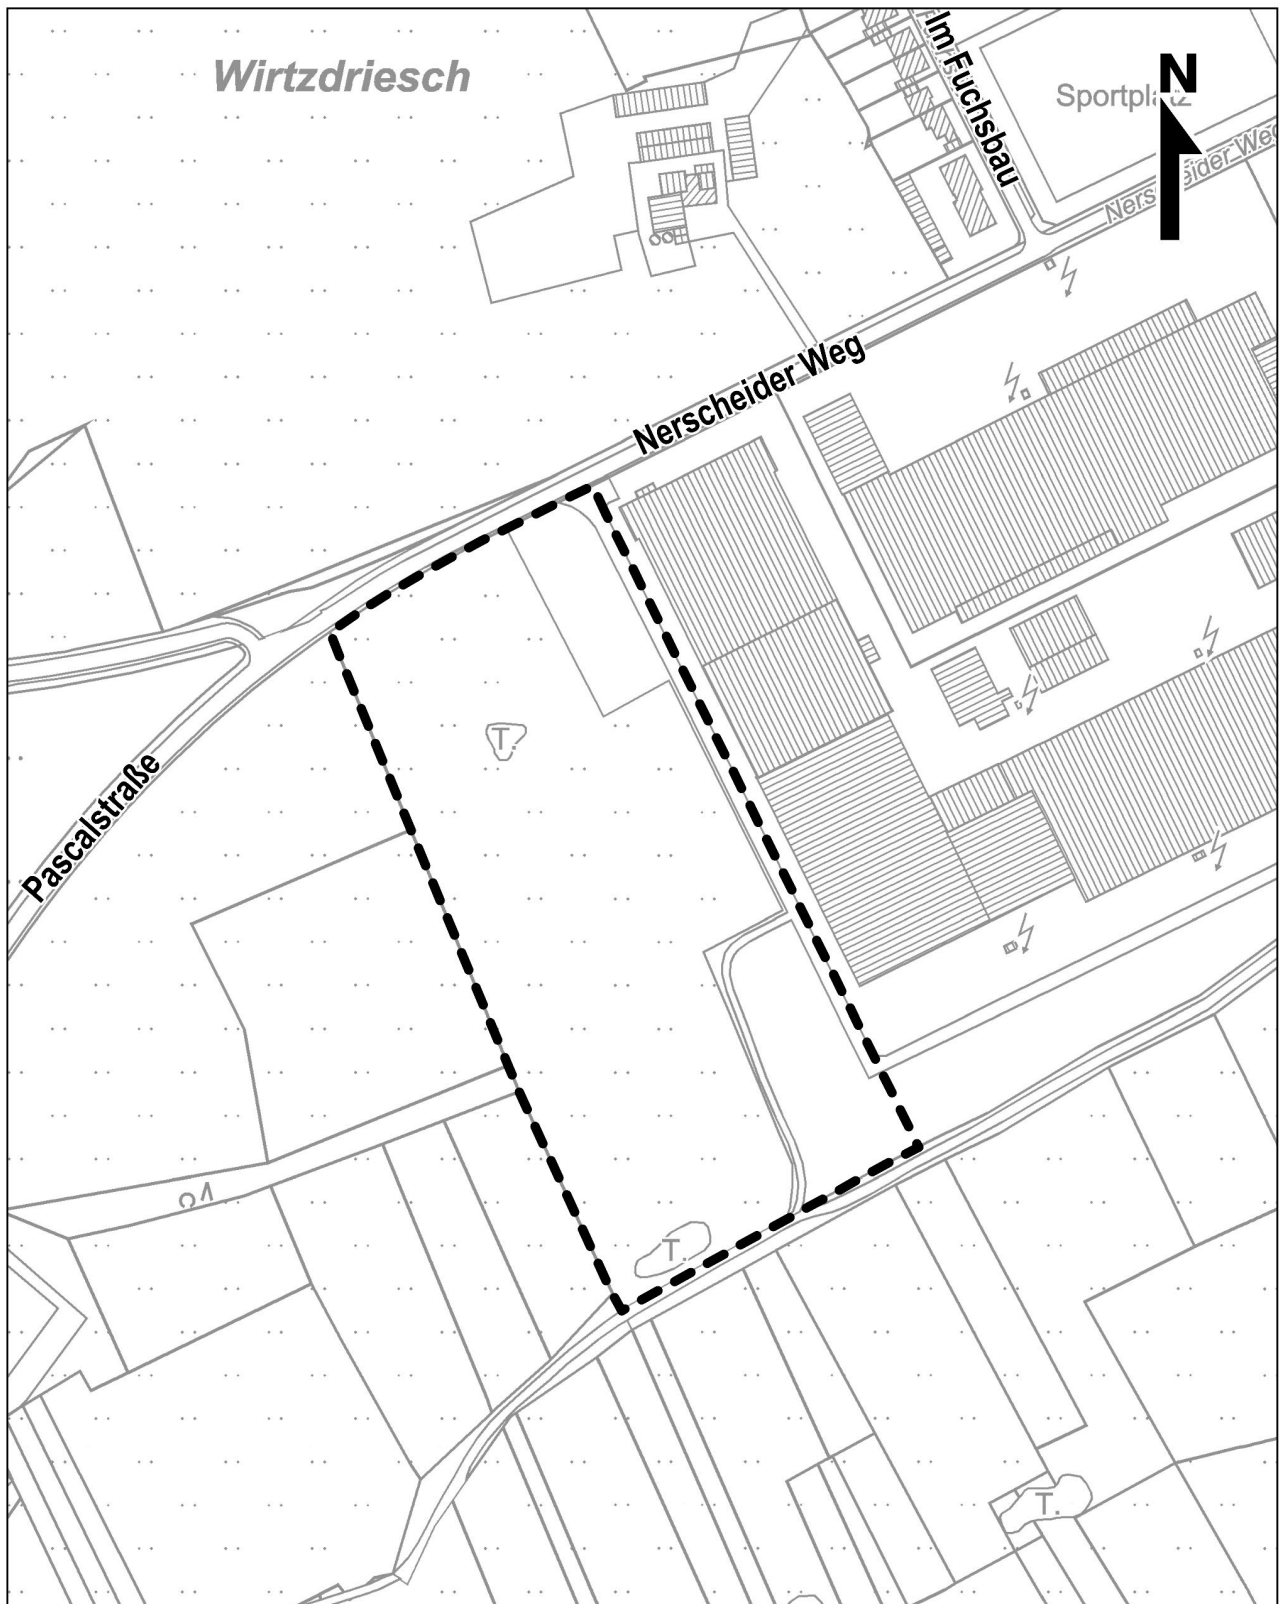 Wirtzdriesch
Im Fuchsbau
N
Sportplatz
Nerscheider Weg
Nerscheider Weg
T.
Pascalstraße
T.
T.